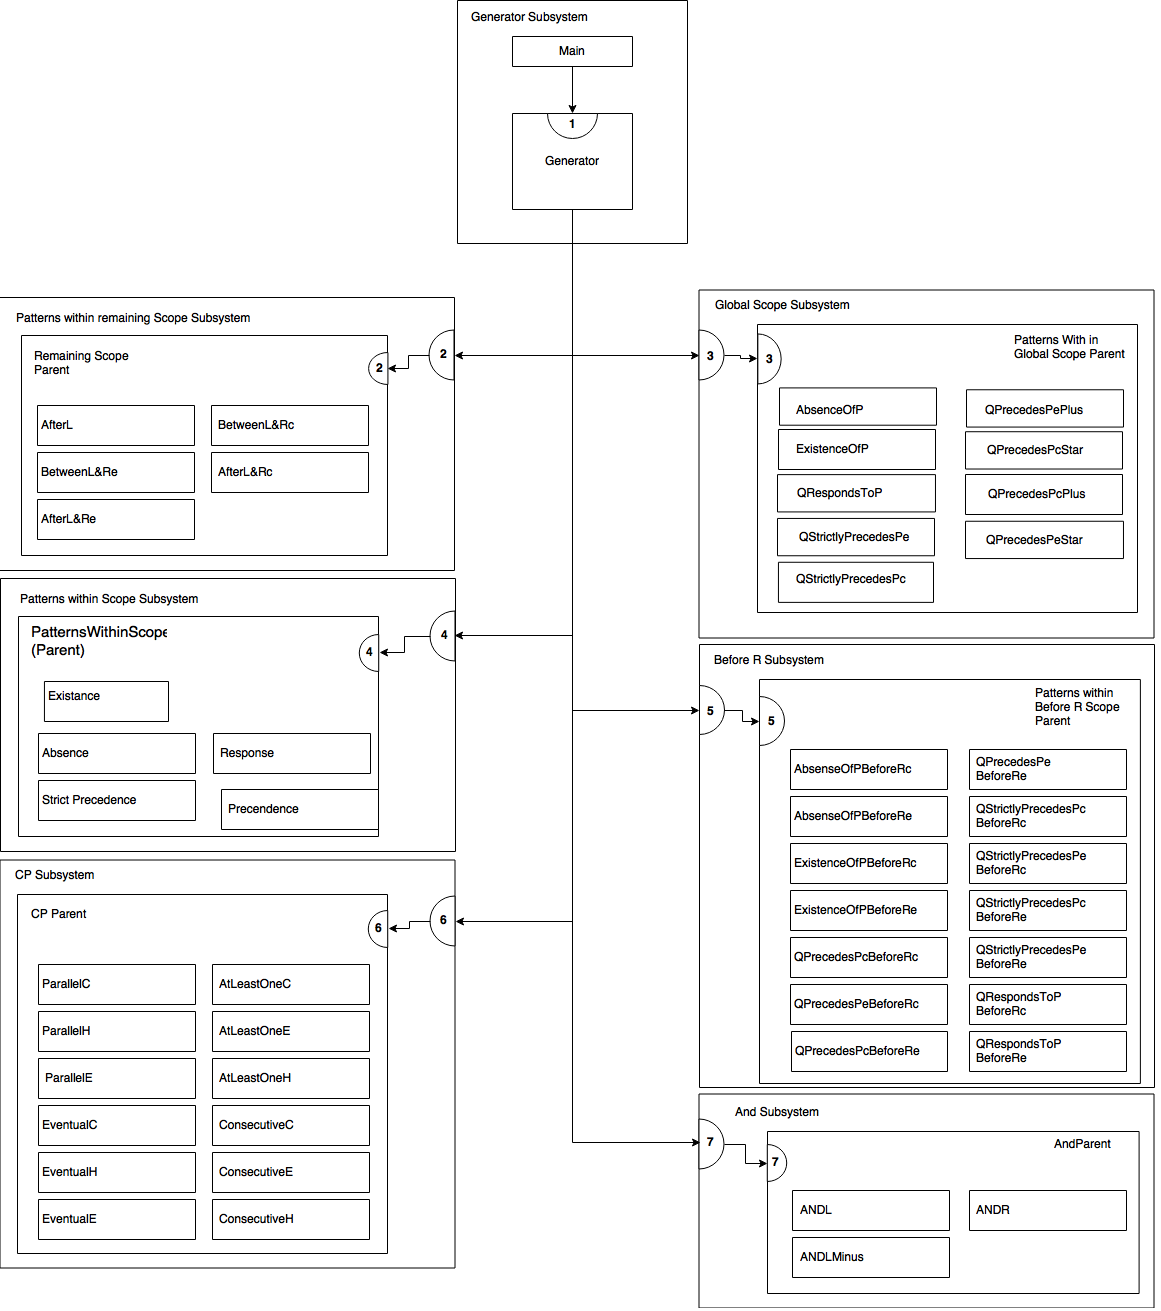 Generator Subsystem
Main
1
Generator
Patterns within remaining Scope Subsystem
Remaining Scope
Parent
2
2
AfterL
BetweenL&Rc
BetweenL&Re
AfterL&Rc
AfterL&Re
Global Scope Subsystem
3
3
Patterns With in
Global Scope Parent
AbsenceOfP
QPrecedesPePlus
ExistenceOfP
QPrecedesPcStar
QRespondsToP
QPrecedesPcPlus
QStrictlyPrecedesPe
QPrecedesPeStar
QStrictlyPrecedesPc
Patterns within Scope Subsystem
PatternsWithinScope
(Parent)
4
4
Existance
Absence
Response
Strict Precedence
Precendence
Before R Subsystem
5
5
Patterns within
Before R Scope
Parent
AbsenseOfPBeforeRc
QPrecedesPe
BeforeRe
AbsenseOfPBeforeRe
QStrictlyPrecedesPc
BeforeRc
ExistenceOfPBeforeRc
QStrictlyPrecedesPe
BeforeRc
ExistenceOfPBeforeRe
QStrictlyPrecedesPc
BeforeRe
QPrecedesPcBeforeRc
QStrictlyPrecedesPe
BeforeRe
QPrecedesPeBeforeRc
QRespondsToP
BeforeRc
QPrecedesPcBeforeRe
QRespondsToP
BeforeRe
CP Subsystem
CP Parent
6
6
ParallelC
AtLeastOneC
ParallelH
AtLeastOneE
ParallelE
AtLeastOneH
EventualC
ConsecutiveC
EventualH
ConsecutiveE
EventualE
ConsecutiveH
And Subsystem
7
7
AndParent
ANDL
ANDR
ANDLMinus